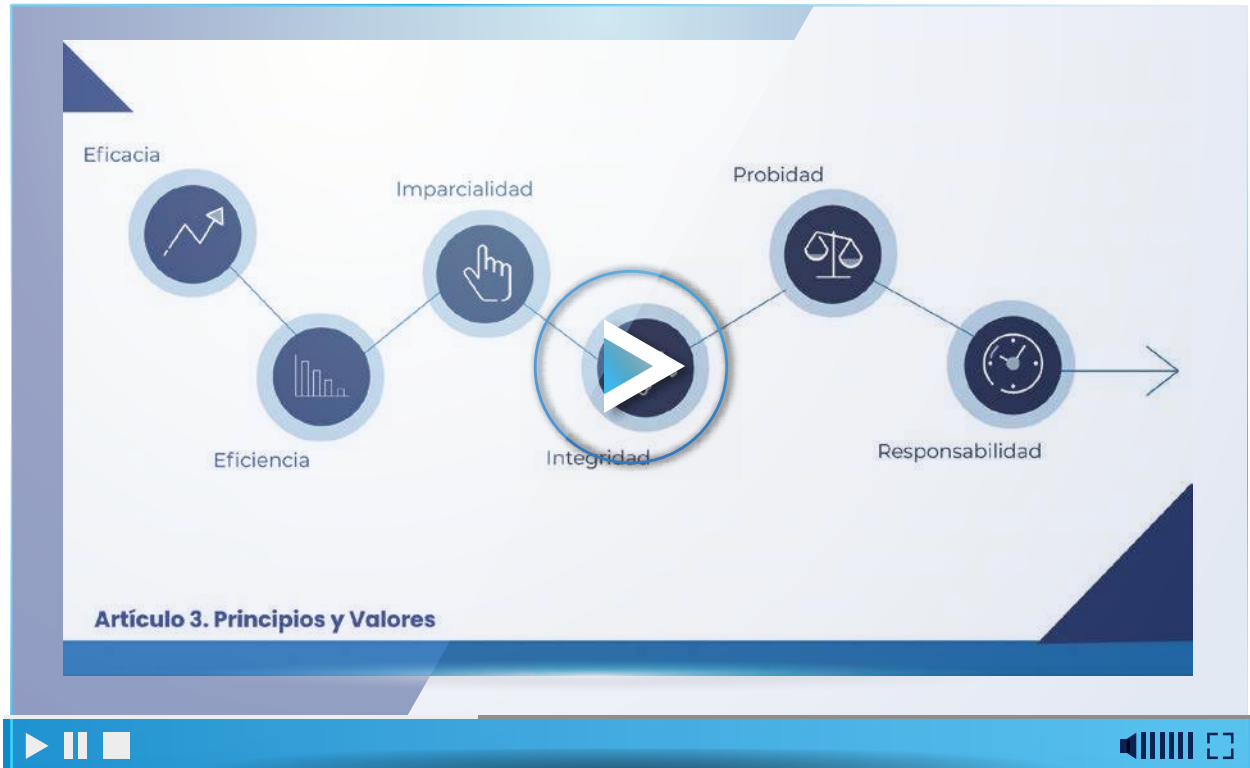 Eficacia
Imparcialidad
Probidad
Eficiencia
Integridad
Responsabilidad
Artículo 3. Principios y Valores